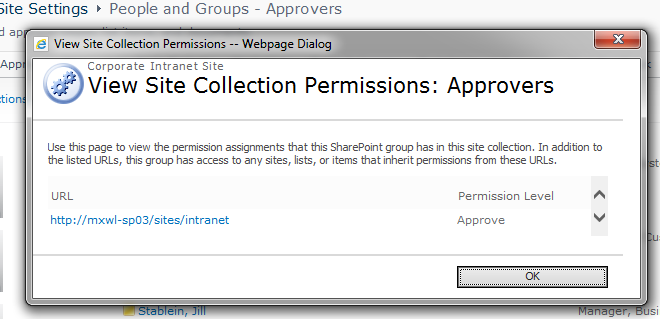 Site Settings ▸ People and Groups - Approvers
View Site Collection Permissions -- Webpage Dialog
Corporate Intranet Site
View Site Collection Permissions: Approvers
Use this page to view the permission assignments that this SharePoint group has in this site collection. In addition to
the listed URLs, this group has access to any sites, lists, or items that inherit permissions from these URLs.
URL Permission Level
http://mxwl-sp03/sites/intranet Approve
OK
Stablein, Jill Manager, Busi